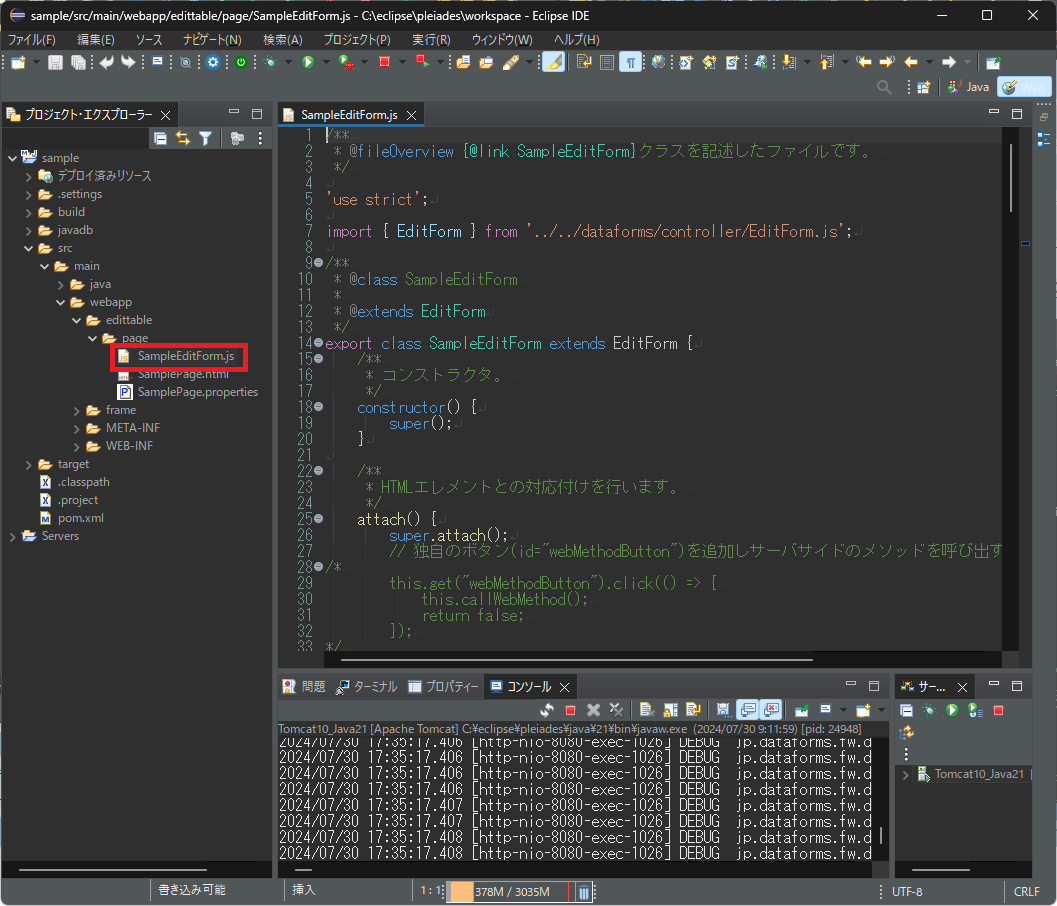 sample/src/main/webapp/edittable/page/SampleEditForm.js - C:\eclipse\pleiades\workspace - Eclipse IDE
ファイル(F) 編集(E) ソース ナビゲート(N) 検索(A) プロジェクト(P) 実行(R) ウィンドウ(W) ヘルプ(H)
Java
Web
プロジェクト・エクスプローラー
sample
デプロイ済みリソース
.settings
build
javadb
src
main
java
webapp
edittable
page
SampleEditForm.js
SamplePage.html
SamplePage.properties
frame
META-INF
WEB-INF
target
.classpath
.project
pom.xml
Servers
SampleEditForm.js
1 /**
2  * @fileOverview {@link SampleEditForm}クラスを記述したファイルです。
3  */
4
5 'use strict';
6
7 import { EditForm } from '../../dataforms/controller/EditForm.js';
8
9 /**
10  * @class SampleEditForm
11  *
12  * @extends EditForm
13  */
14 export class SampleEditForm extends EditForm {
15 /**
16  * コンストラクタ。
17  */
18 constructor() {
19 super();
20 }
21
22 /**
23  * HTMLエレメントとの対応付けを行います。
24  */
25 attach() {
26 super.attach();
27 // 独自のボタン(id="webMethodButton")を追加しサーバサイドのメソッドを呼び出す
28 /*
29 this.get("webMethodButton").click(() => {
30 this.callWebMethod();
31 return false;
32 });
33 */
問題 ターミナル プロパティー コンソール
サー...
Tomcat10_Java21 [Apache Tomcat] C:¥eclipse¥pleiades¥java¥21¥bin¥javaw.exe (2024/07/30 9:11:59) [pid: 24948]
2024/07/30 17:35:17.406 [http-nio-8080-exec-1026] DEBUG jp.dataforms.fw.d
2024/07/30 17:35:17.406 [http-nio-8080-exec-1026] DEBUG jp.dataforms.fw.d
2024/07/30 17:35:17.406 [http-nio-8080-exec-1026] DEBUG jp.dataforms.fw.d
2024/07/30 17:35:17.406 [http-nio-8080-exec-1026] DEBUG jp.dataforms.fw.d
2024/07/30 17:35:17.407 [http-nio-8080-exec-1026] DEBUG jp.dataforms.fw.d
2024/07/30 17:35:17.407 [http-nio-8080-exec-1026] DEBUG jp.dataforms.fw.d
2024/07/30 17:35:17.408 [http-nio-8080-exec-1026] DEBUG jp.dataforms.fw.d
2024/07/30 17:35:17.408 [http-nio-8080-exec-1026] DEBUG jp.dataforms.fw.d
Tomcat10_Java21
書き込み可能 挿入 1 : 1 : 378M / 3035M UTF-8 CRLF